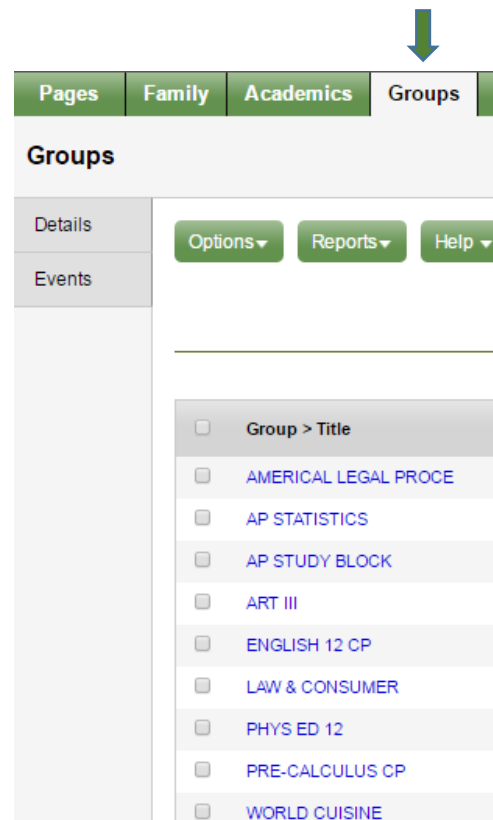 Pages Family Academics Groups
Groups
Details
Events
Options Reports Help
Group > Title
AMERICAL LEGAL PROCE
AP STATISTICS
AP STUDY BLOCK
ART III
ENGLISH 12 CP
LAW & CONSUMER
PHYS ED 12
PRE-CALCULUS CP
WORLD CUISINE